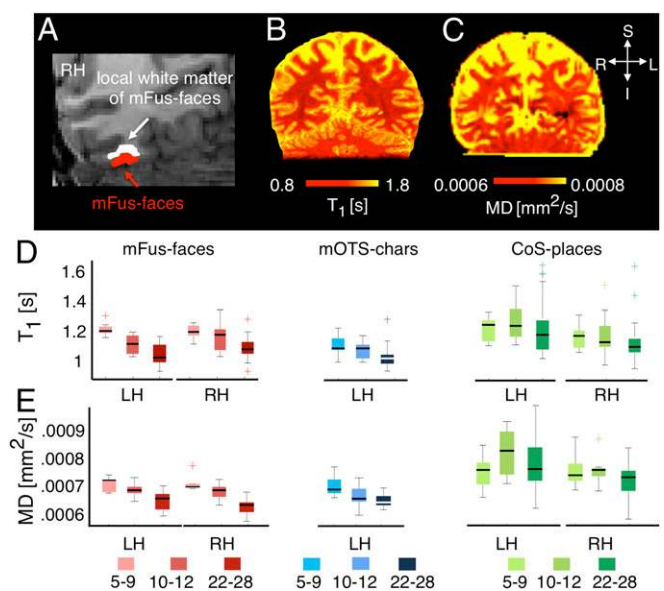 A
B
C
RH
local white matter
of mFus-faces
mFus-faces
S
R L
I
0.8 1.8
T1 [s]
0.0006 0.0008
MD [mm2/s]
D
mFus-faces mOTS-chars CoS-places
T1 [s]
1.6
1.4
1.2
1
LH RH LH LH RH
E
MD [mm2/s]
.0009
.0008
.0007
.0006
LH RH LH LH RH
5-9 10-12 22-28 5-9 10-12 22-28 5-9 10-12 22-28